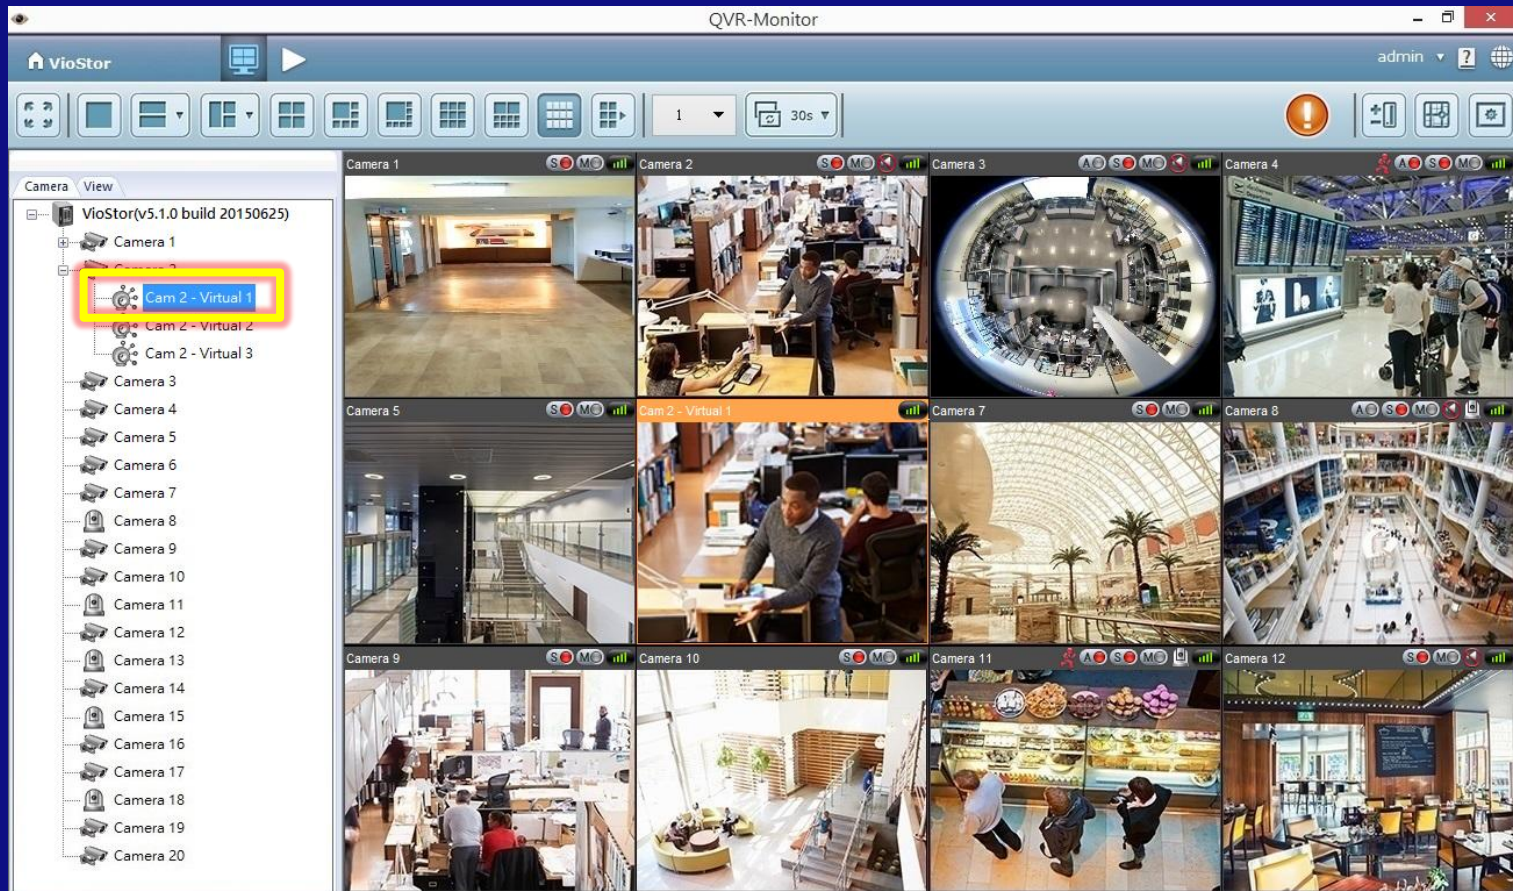 QVR-Monitor
VioStor
admin
?
1
30s
!
Camera View
VioStor(v5.1.0 build 20150625)
Camera 1
Cam 2 - Virtual 1
Cam 2 - Virtual 2
Cam 2 - Virtual 3
Camera 3
Camera 4
Camera 5
Camera 6
Camera 7
Camera 8
Camera 9
Camera 10
Camera 11
Camera 12
Camera 13
Camera 14
Camera 15
Camera 16
Camera 17
Camera 18
Camera 19
Camera 20
Camera 1 S M
Camera 2 S M
Camera 3 A S M
Camera 4 A S M
Camera 5 S M
Cam 2 - Virtual 1
Camera 7 S M
Camera 8 A S M
Camera 9 S M
Camera 10 S M
Camera 11 A S M
Camera 12 S M